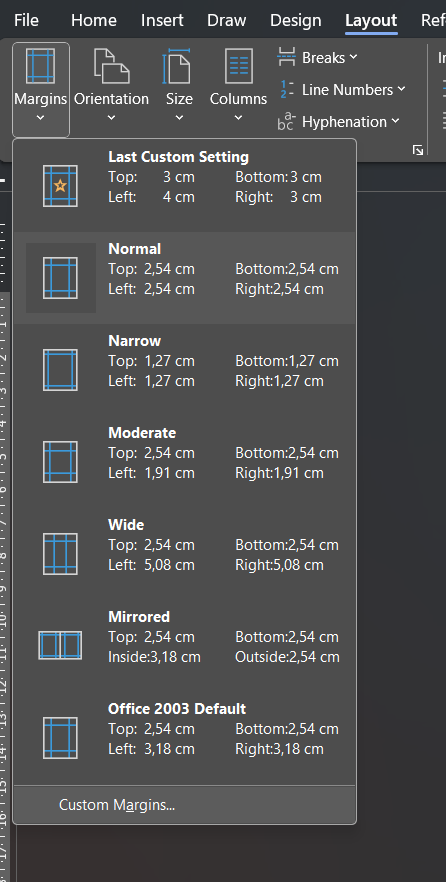 File Home Insert Draw Design Layout Ref
Margins Orientation Size Columns
Breaks
Line Numbers
Hyphenation
In
Last Custom Setting
Top: 3 cm Bottom: 3 cm
Left: 4 cm Right: 3 cm
Normal
Top: 2,54 cm Bottom:2,54 cm
Left: 2,54 cm Right:2,54 cm
Narrow
Top: 1,27 cm Bottom:1,27 cm
Left: 1,27 cm Right:1,27 cm
Moderate
Top: 2,54 cm Bottom:2,54 cm
Left: 1,91 cm Right:1,91 cm
Wide
Top: 2,54 cm Bottom:2,54 cm
Left: 5,08 cm Right:5,08 cm
Mirrored
Top: 2,54 cm Bottom:2,54 cm
Inside:3,18 cm Outside:2,54 cm
Office 2003 Default
Top: 2,54 cm Bottom:2,54 cm
Left: 3,18 cm Right:3,18 cm
Custom Margins...